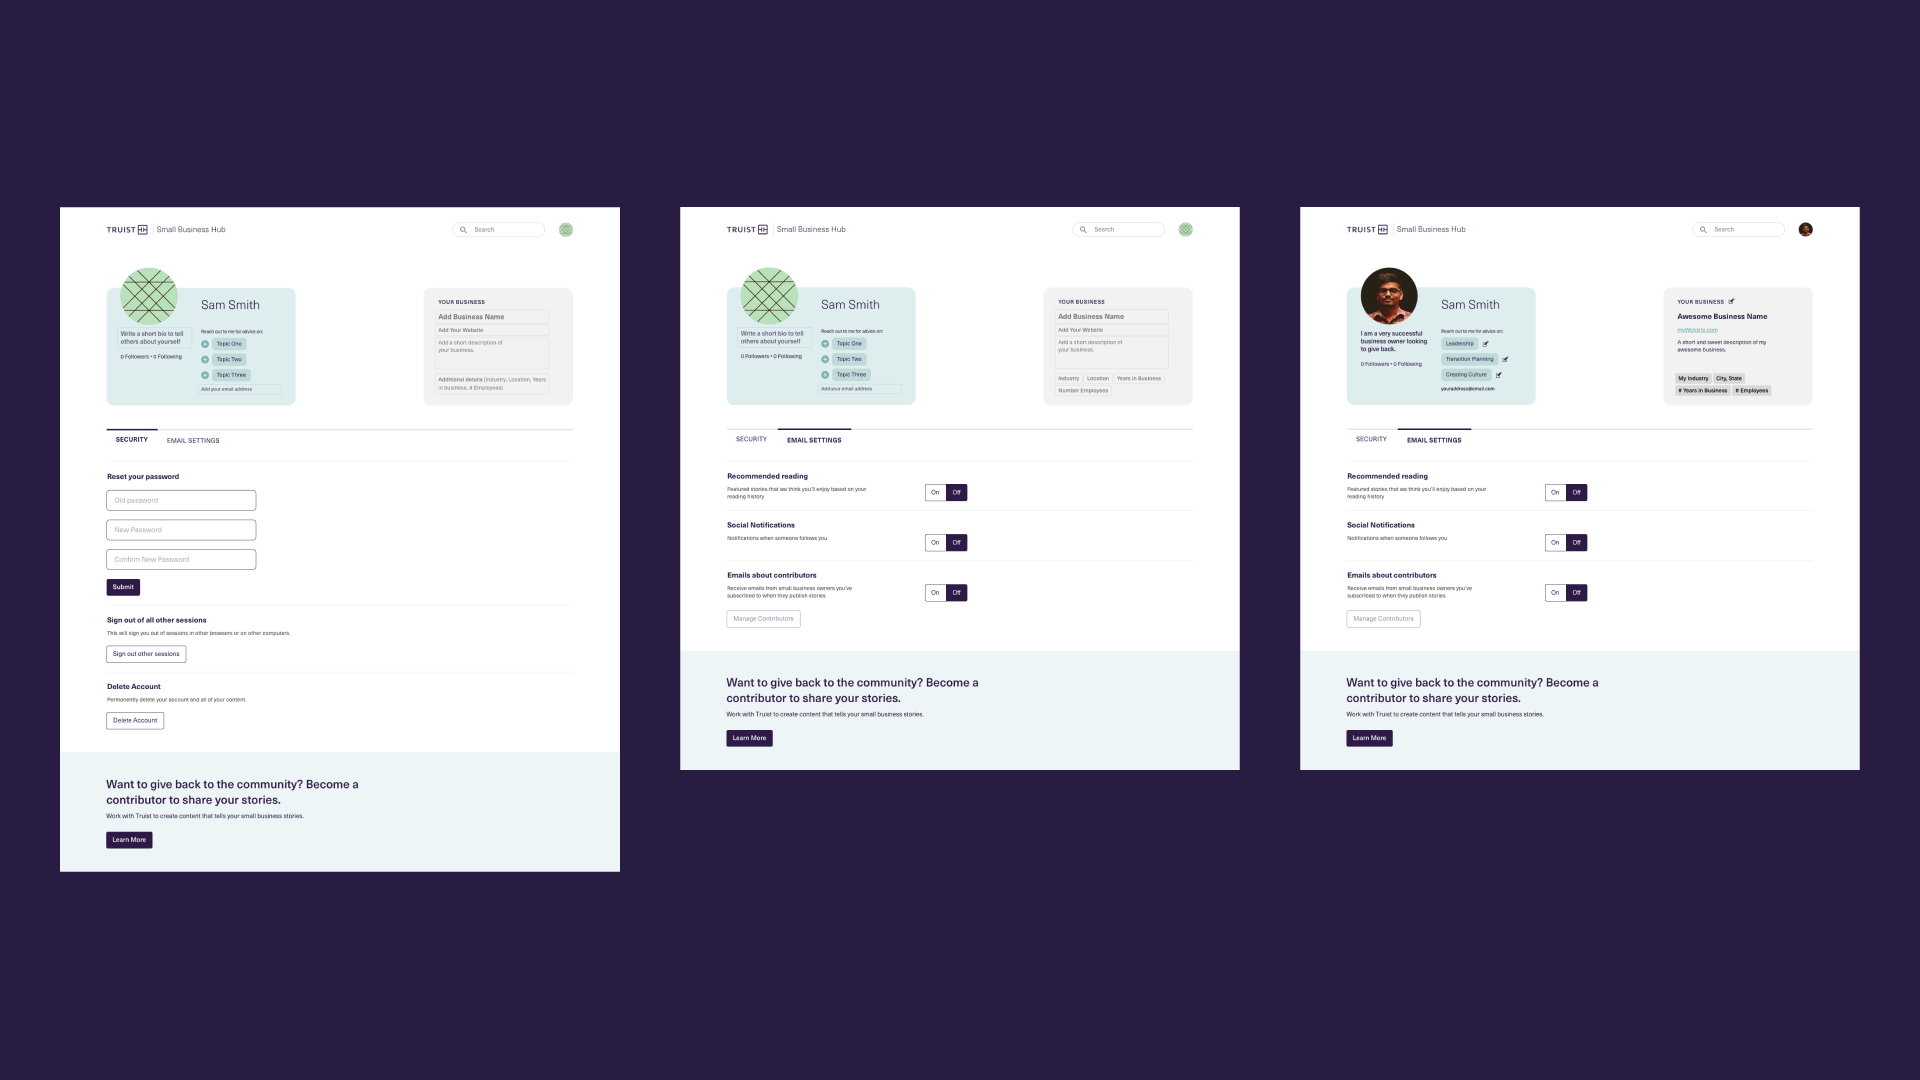 TRUIST Small Business Hub
Search
Sam Smith
Write a short bio to tell
others about yourself
0 Followers • 0 Following
Reach out to me for advice on:
Topic One
Topic Two
Topic Three
Add your email address
YOUR BUSINESS
Add Business Name
Add Your Website
Add a short description of
your business.
Additional details (Industry, Location, Years
in business, # Employees)
SECURITY
EMAIL SETTINGS
Reset your password
Old password
New Password
Confirm New Password
Submit
Sign out of all other sessions
This will sign you out of sessions in other browsers or on other computers.
Sign out other sessions
Delete Account
Permanently delete your account and all of your content.
Delete Account
Want to give back to the community? Become a
contributor to share your stories.
Work with Truist to create content that tells your small business stories.
Learn More
TRUIST Small Business Hub
Search
Sam Smith
Write a short bio to tell
others about yourself
0 Followers • 0 Following
Reach out to me for advice on:
Topic One
Topic Two
Topic Three
Add your email address
YOUR BUSINESS
Add Business Name
Add Your Website
Add a short description of
your business.
Industry Location Years in Business
Number Employees
SECURITY
EMAIL SETTINGS
Recommended reading
Featured stories that we think you'll enjoy based on your
reading history
On Off
Social Notifications
Notifications when someone follows you
On Off
Emails about contributors
Receive emails from small business owners you've
subscribed to when they publish stories
On Off
Manage Contributors
Want to give back to the community? Become a
contributor to share your stories.
Work with Truist to create content that tells your small business stories.
Learn More
TRUIST Small Business Hub
Search
Sam Smith
I am a very successful
business owner looking
to give back.
0 Followers • 0 Following
Reach out to me for advice on:
Leadership
Transition Planning
Creating Culture
youraddress@email.com
YOUR BUSINESS
Awesome Business Name
myWebsite.com
A short and sweet description of my
awesome business.
My Industry City, State
# Years in Business # Employees
SECURITY
EMAIL SETTINGS
Recommended reading
Featured stories that we think you'll enjoy based on your
reading history
On Off
Social Notifications
Notifications when someone follows you
On Off
Emails about contributors
Receive emails from small business owners you've
subscribed to when they publish stories
On Off
Manage Contributors
Want to give back to the community? Become a
contributor to share your stories.
Work with Truist to create content that tells your small business stories.
Learn More